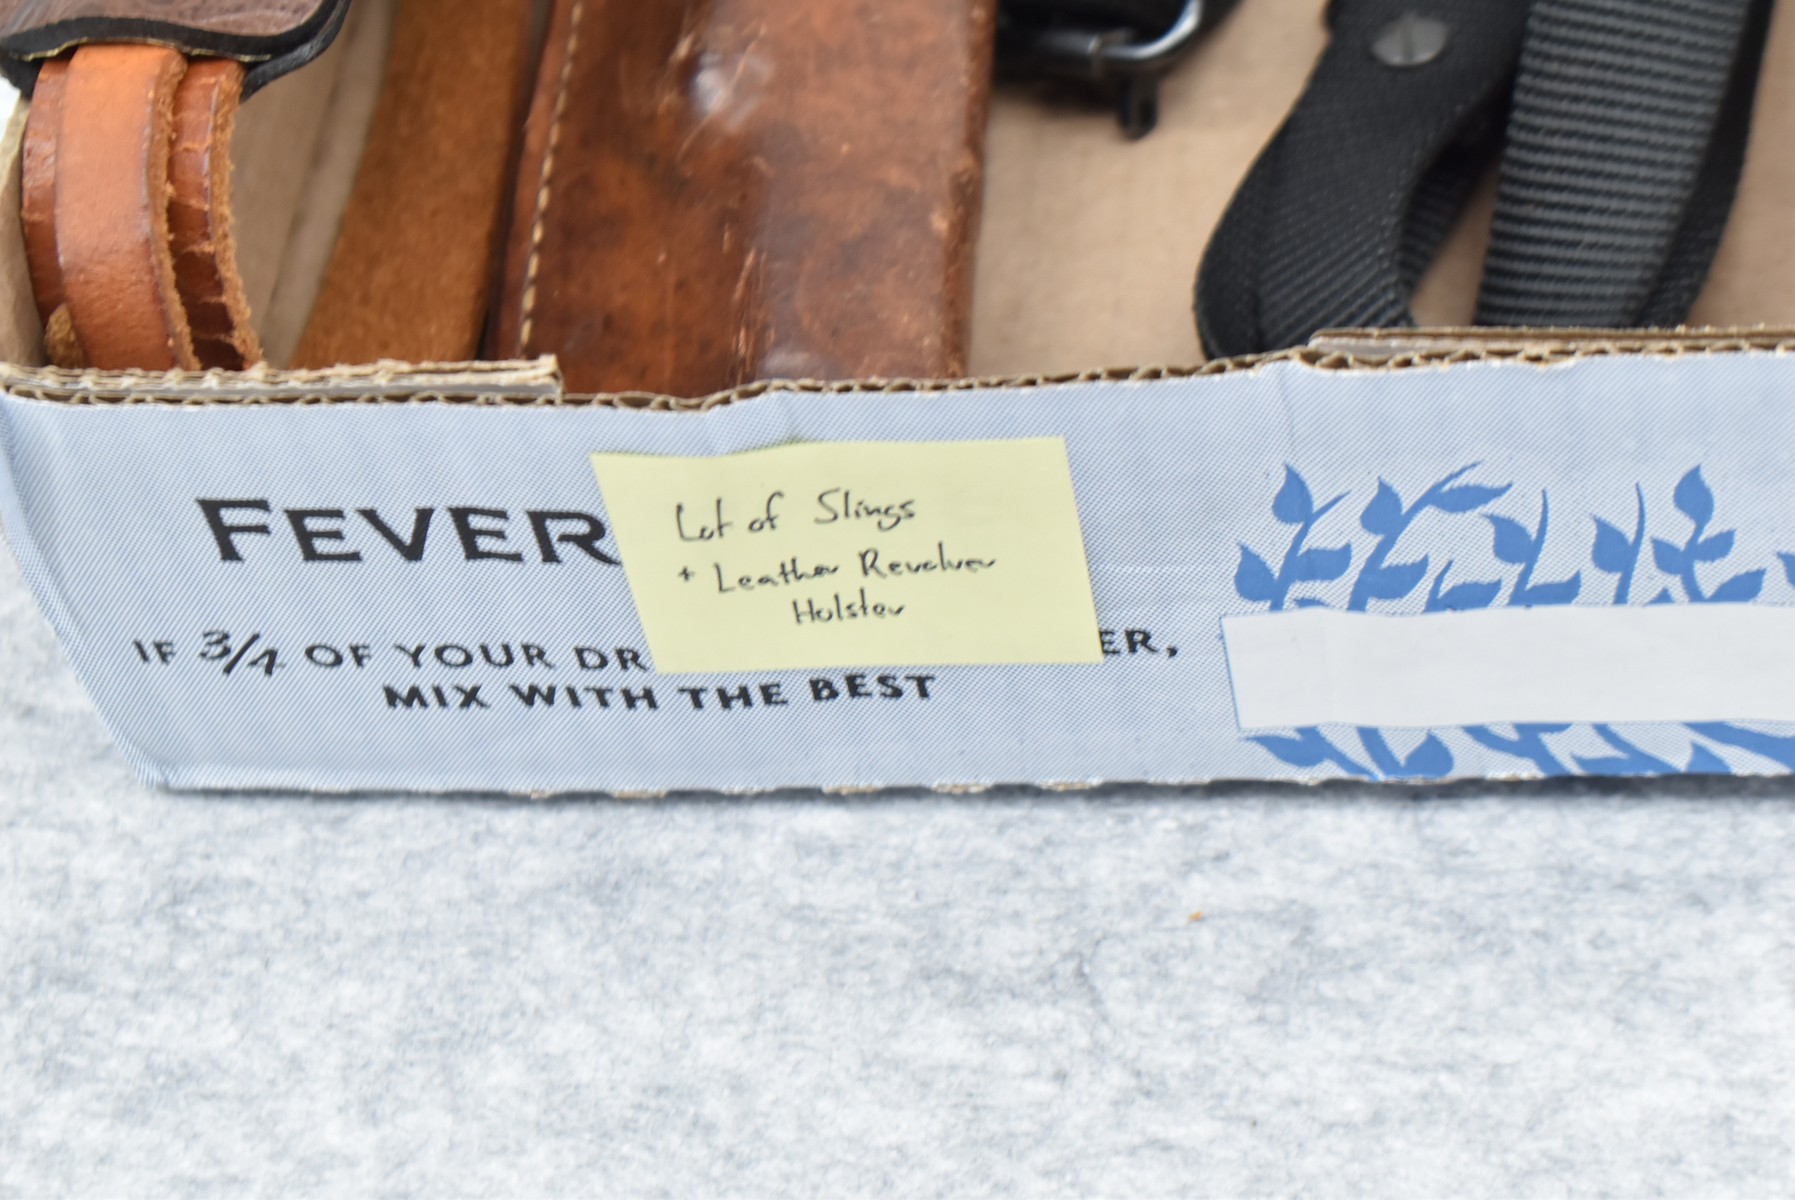 FEVER
Lot of Slings
+ Leather Revolver
Holster
IF 3/4 OF YOUR DR ER,
MIX WITH THE BEST